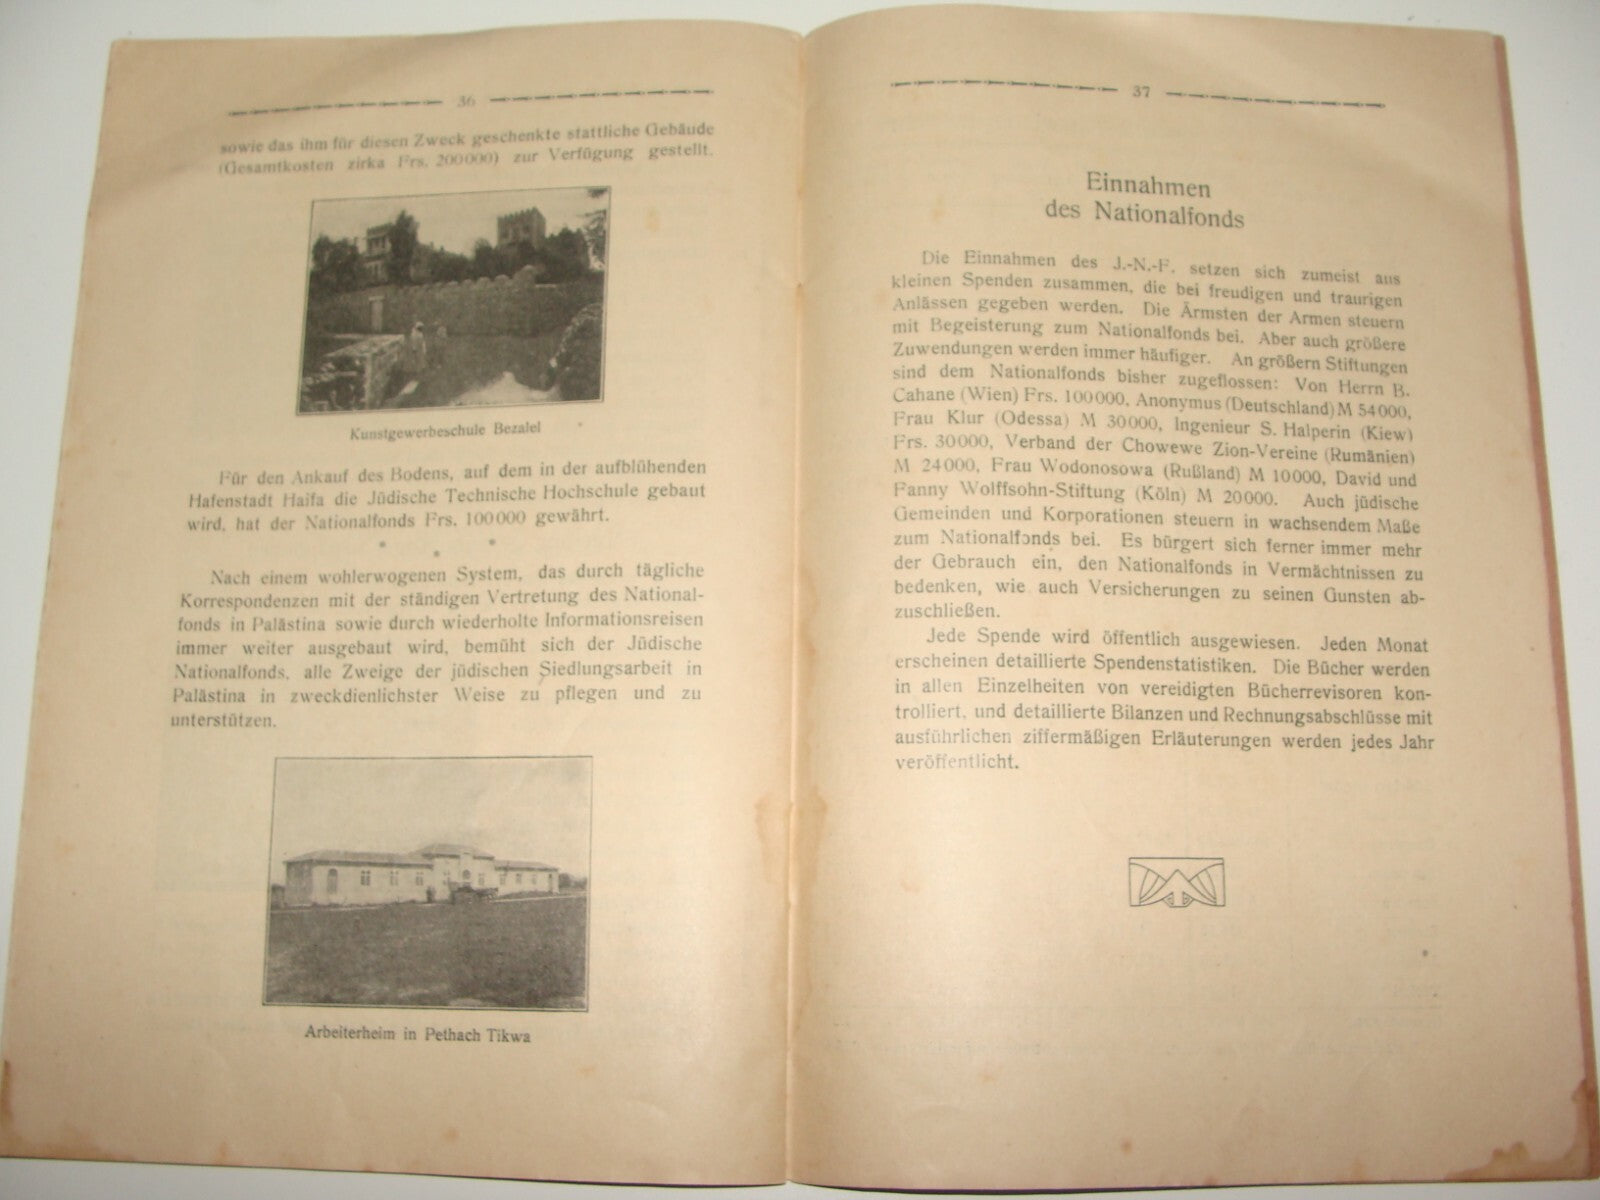 36
sowie das ihm für diesen Zweck geschenkte stattliche Gebäude
(Gesamtkosten zirka Frs. 200000) zur Verfügung gestellt.
Kunstgewerbeschule Bezalel
Für den Ankauf des Bodens, auf dem in der aufblühenden
Hafenstadt Haifa die Jüdische Technische Hochschule gebaut
wird, hat der Nationalfonds Frs. 100000 gewährt.
* * *
Nach einem wohlerwogenen System, das durch tägliche
Korrespondenzen mit der ständigen Vertretung des National-
fonds in Palästina sowie durch wiederholte Informationsreisen
immer weiter ausgebaut wird, bemüht sich der Jüdische
Nationalfonds, alle Zweige der jüdischen Siedlungsarbeit in
Palästina in zweckdienlichster Weise zu pflegen und zu
unterstützen.
Arbeiterheim in Pethach Tikwa
37
Einnahmen
des Nationalfonds
Die Einnahmen des J.-N.-F. setzen sich zumeist aus
kleinen Spenden zusammen, die bei freudigen und traurigen
Anlässen gegeben werden. Die Ärmsten der Armen steuern
mit Begeisterung zum Nationalfonds bei. Aber auch größere
Zuwendungen werden immer häufiger. An größern Stiftungen
sind dem Nationalfonds bisher zugeflossen: Von Herrn B.
Cahane (Wien) Frs. 100000, Anonymus (Deutschland) M 54000,
Frau Klur (Odessa) M 30000, Ingenieur S. Halperin (Kiew)
Frs. 30000, Verband der Chowewe Zion-Vereine (Rumänien)
M 24000, Frau Wodonosowa (Rußland) M 10000, David und
Fanny Wolffsohn-Stiftung (Köln) M 20000. Auch jüdische
Gemeinden und Korporationen steuern in wachsendem Maße
zum Nationalfonds bei. Es bürgert sich ferner immer mehr
der Gebrauch ein, den Nationalfonds in Vermächtnissen zu
bedenken, wie auch Versicherungen zu seinen Gunsten ab-
zuschließen.
Jede Spende wird öffentlich ausgewiesen. Jeden Monat
erscheinen detaillierte Spendenstatistiken. Die Bücher werden
in allen Einzelheiten von vereidigten Bücherrevisoren kon-
trolliert, und detaillierte Bilanzen und Rechnungsabschlüsse mit
ausführlichen ziffermäßigen Erläuterungen werden jedes Jahr
veröffentlicht.